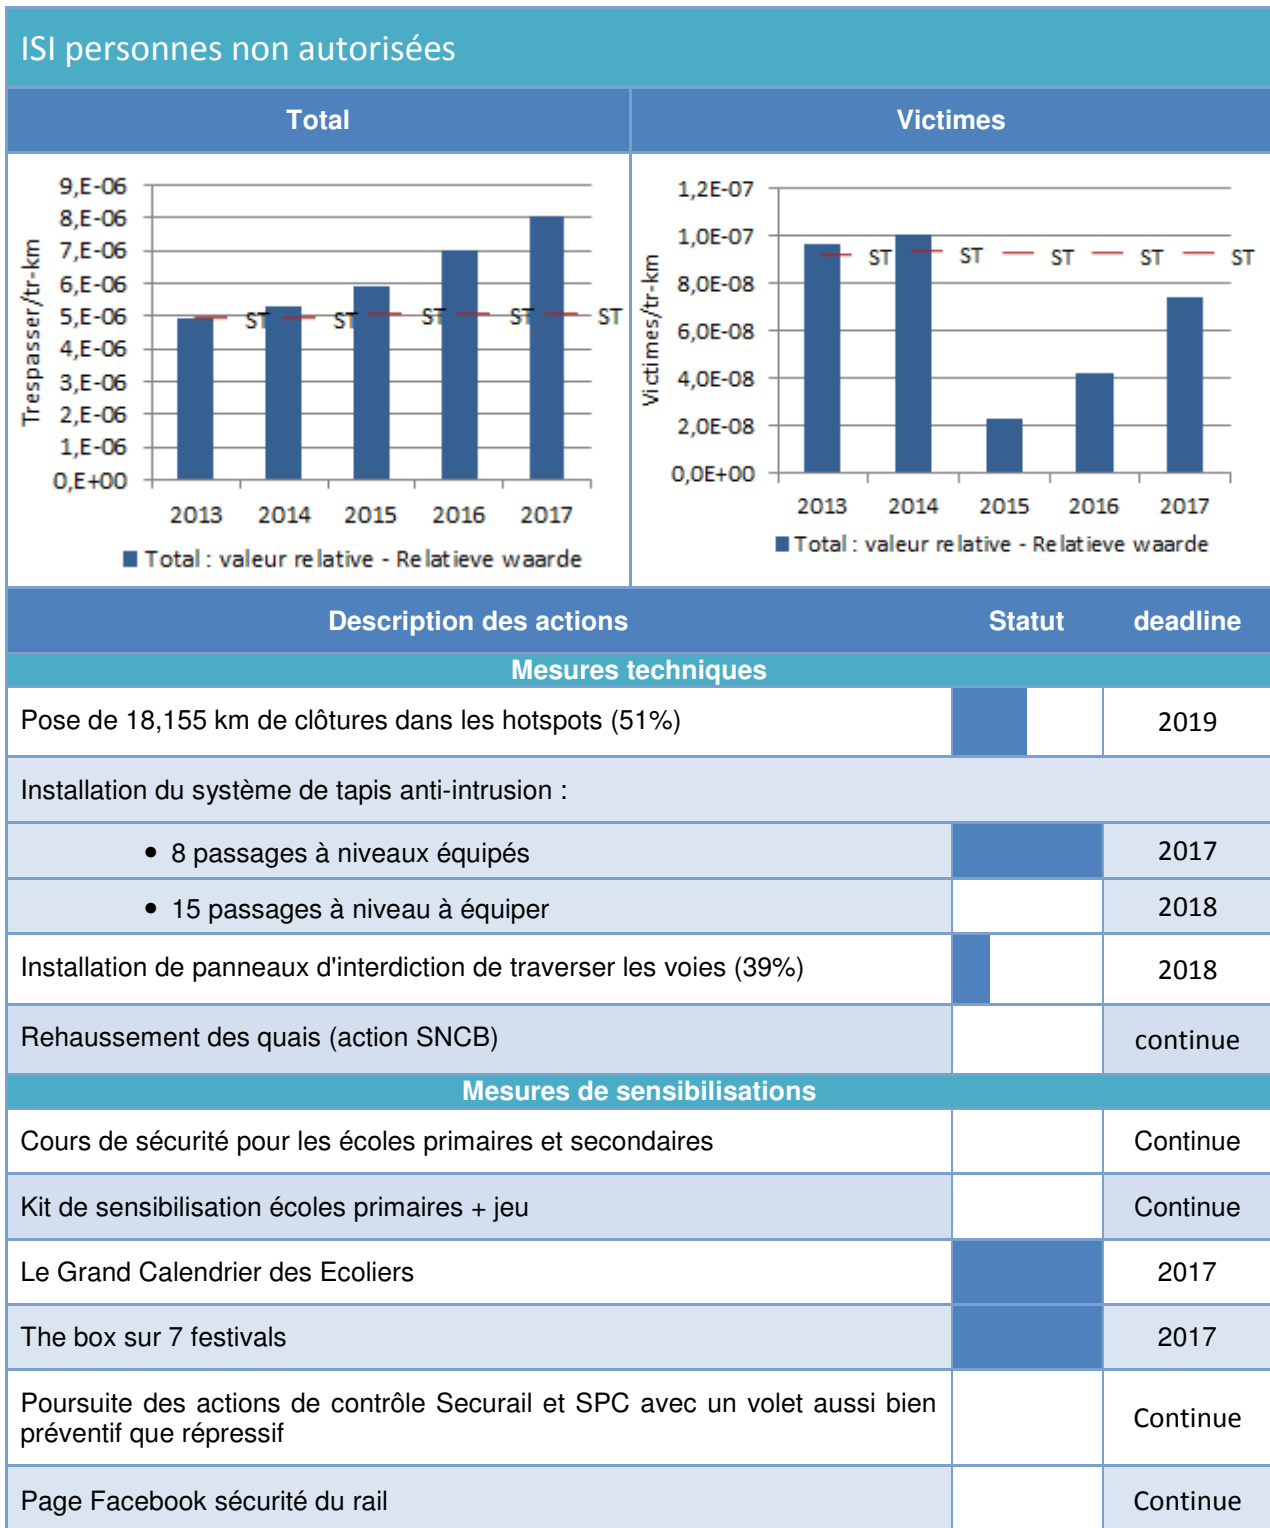 ISI personnes non autorisées
Total
Victimes
9,E-06
8,E-06
7,E-06
6,E-06
5,E-06
4,E-06
3,E-06
2,E-06
1,E-06
0,E+00
Trespasser/tr-km
ST
ST
ST
ST
ST
2013 2014 2015 2016 2017
Total : valeur relative - Relatieve waarde
1,2E-07
1,0E-07
8,0E-08
6,0E-08
4,0E-08
2,0E-08
0,0E+00
Victimes/tr-km
ST
ST
ST
ST
ST
2013 2014 2015 2016 2017
Total : valeur relative - Relatieve waarde
Description des actions Statut deadline
Mesures techniques
Pose de 18,155 km de clôtures dans les hotspots (51%) 2019
Installation du système de tapis anti-intrusion :
• 8 passages à niveaux équipés 2017
• 15 passages à niveau à équiper 2018
Installation de panneaux d'interdiction de traverser les voies (39%) 2018
Rehaussement des quais (action SNCB) continue
Mesures de sensibilisations
Cours de sécurité pour les écoles primaires et secondaires Continue
Kit de sensibilisation écoles primaires + jeu Continue
Le Grand Calendrier des Ecoliers 2017
The box sur 7 festivals 2017
Poursuite des actions de contrôle Securail et SPC avec un volet aussi bien
préventif que répressif Continue
Page Facebook sécurité du rail Continue